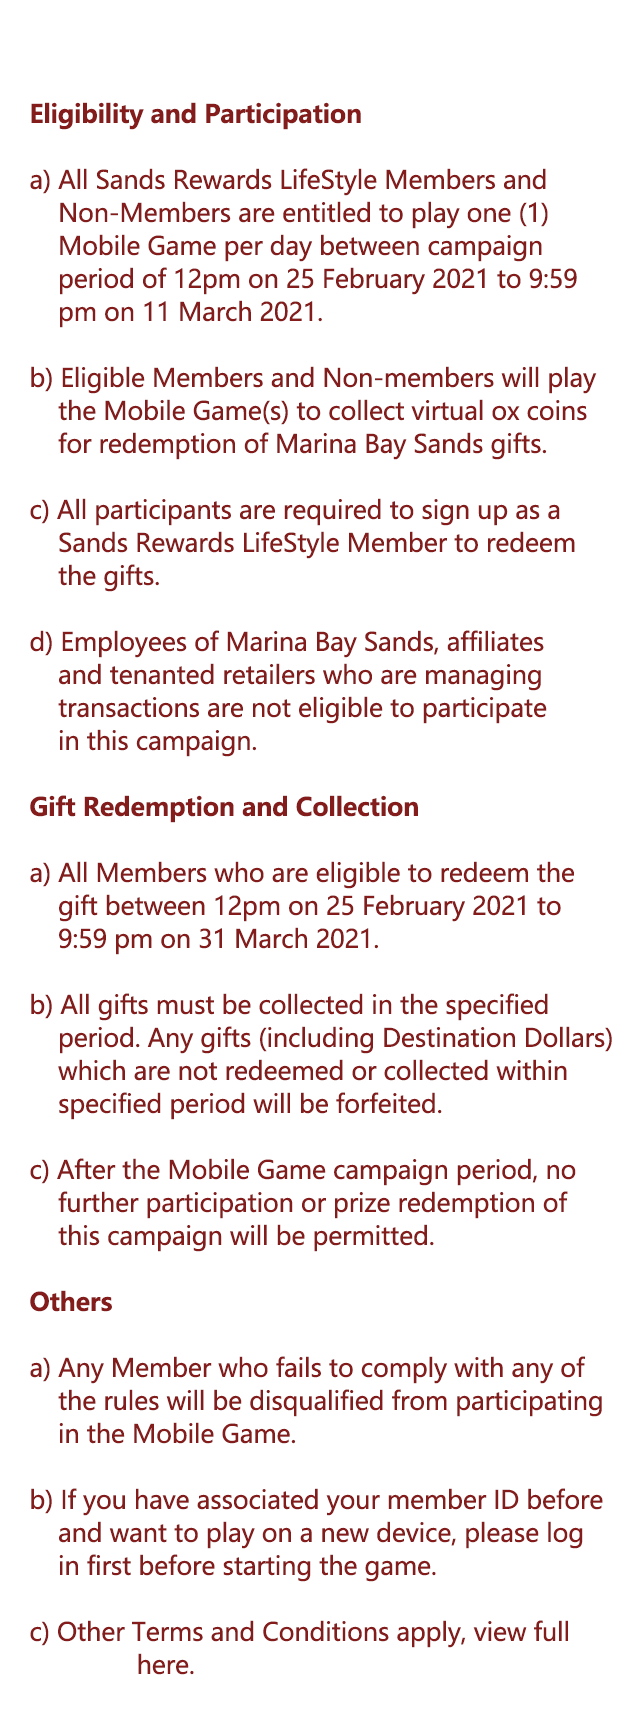 Eligibility and Participation
a) All Sands Rewards LifeStyle Members and
Non-Members are entitled to play one (1)
Mobile Game per day between campaign
period of 12pm on 25 February 2021 to 9:59
pm on 11 March 2021.
b) Eligible Members and Non-members will play
the Mobile Game(s) to collect virtual ox coins
for redemption of Marina Bay Sands gifts.
c) All participants are required to sign up as a
Sands Rewards LifeStyle Member to redeem
the gifts.
d) Employees of Marina Bay Sands, affiliates
and tenanted retailers who are managing
transactions are not eligible to participate
in this campaign.
Gift Redemption and Collection
a) All Members who are eligible to redeem the
gift between 12pm on 25 February 2021 to
9:59 pm on 31 March 2021.
b) All gifts must be collected in the specified
period. Any gifts (including Destination Dollars)
which are not redeemed or collected within
specified period will be forfeited.
c) After the Mobile Game campaign period, no
further participation or prize redemption of
this campaign will be permitted.
Others
a) Any Member who fails to comply with any of
the rules will be disqualified from participating
in the Mobile Game.
b) If you have associated your member ID before
and want to play on a new device, please log
in first before starting the game.
c) Other Terms and Conditions apply, view full
here.